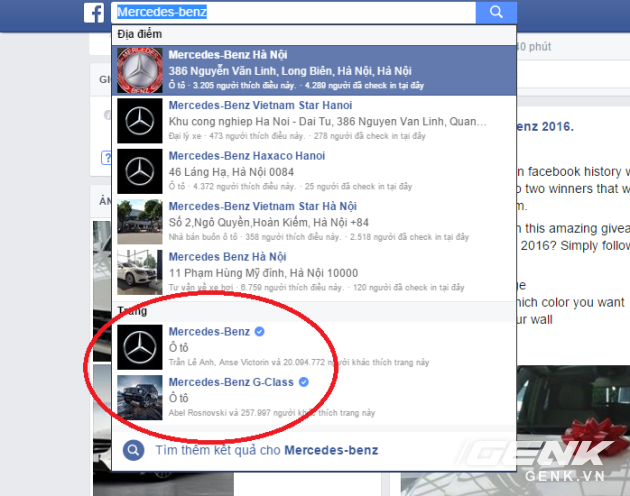 Mercedes-benz
Địa điểm
40 phút
Mercedes-Benz Hà Nội
386 Nguyễn Văn Linh, Long Biên, Hà Nội, Hà Nội
Ô tô · 3.205 người thích điều này. · 4.289 người đã check in tại đây
Mercedes-Benz Vietnam Star Hanoi
Khu cong nghiep Ha Noi - Dai Tu, 386 Nguyen Van Linh, Quan...
Đại lý xe · 473 người thích điều này. · 278 người đã check in tại đây
enz 2016.
Mercedes-Benz Haxaco Hanoi
46 Láng Hạ, Hà Nội 0084
Ô tô · 4.372 người thích điều này. · 25 người đã check in tại đây
n facebook history w
o two winners that w
m.
Mercedes-Benz Vietnam Star Hà Nội
Số 2,Ngô Quyền,Hoán Kiếm, Hà Nội +84
Nhà bán buôn ô tô · 358 người thích điều này. · 2.518 người đã check in tại đây
n this amazing givea
2016? Simply follow
Mercedes Benz Hà Nội
11 Phạm Hùng Mỹ đình, Hà Nội 10000
Tư vấn về xe hơi · 6.759 người thích điều này. · 120 người đã check in tại đây
ge
hich color you want
ur wall
Trang
Mercedes-Benz
Ô tô
Trần Lê Anh, Anse Victorin và 20.094.772 người khác thích trang này
Mercedes-Benz G-Class
Ô tô
Abel Rosnovski và 257.997 người khác thích trang này
Tìm thêm kết quả cho Mercedes-benz
GENK
GENK.VN